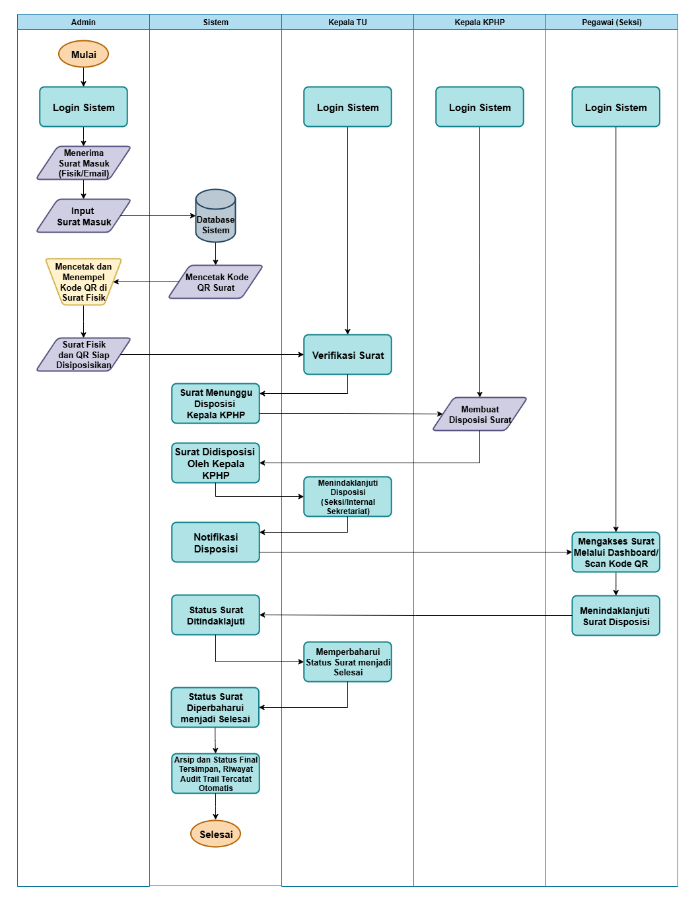 Admin
Sistem
Kepala TU
Kepala KPHP
Pegawai (Seksi)
Mulai
Login Sistem
Login Sistem
Login Sistem
Login Sistem
Menerima
Surat Masuk
(Fisik/Email)
Input
Surat Masuk
Database
Sistem
Mencetak Kode
QR Surat
Mencetak dan
Menempel
Kode QR di
Surat Fisik
Surat Fisik
dan QR Siap
Disiposisikan
Verifikasi Surat
Surat Menunggu
Disposisi
Kepala KPHP
Membuat
Disposisi Surat
Surat Didisposisi
Oleh Kepala
KPHP
Menindaklanjuti
Disposisi
(Seksi/Internal
Sekretariat)
Notifikasi
Disposisi
Mengakses Surat
Melalui Dashboard/
Scan Kode QR
Menindaklanjuti
Surat Disposisi
Status Surat
Ditindaklajuti
Memperbaharui
Status Surat menjadi
Selesai
Status Surat
Diperbaharui
menjadi Selesai
Arsip dan Status Final
Tersimpan, Riwayat
Audit Trail Tercatat
Otomatis
Selesai